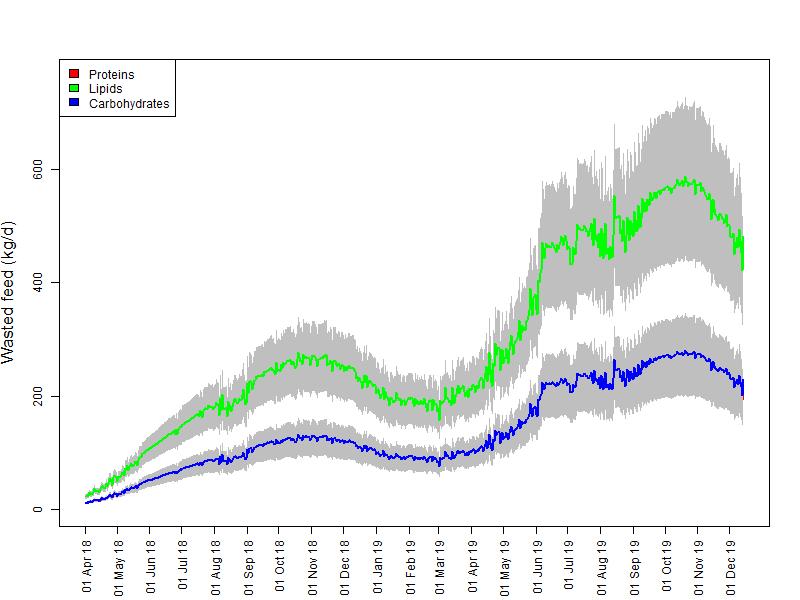 Proteins
Lipids
Carbohydrates
Wasted feed (kg/d)
600
400
200
0
01 Apr 18
01 May 18
01 Jun 18
01 Jul 18
01 Aug 18
01 Sep 18
01 Oct 18
01 Nov 18
01 Dec 18
01 Jan 19
01 Feb 19
01 Mar 19
01 Apr 19
01 May 19
01 Jun 19
01 Jul 19
01 Aug 19
01 Sep 19
01 Oct 19
01 Nov 19
01 Dec 19